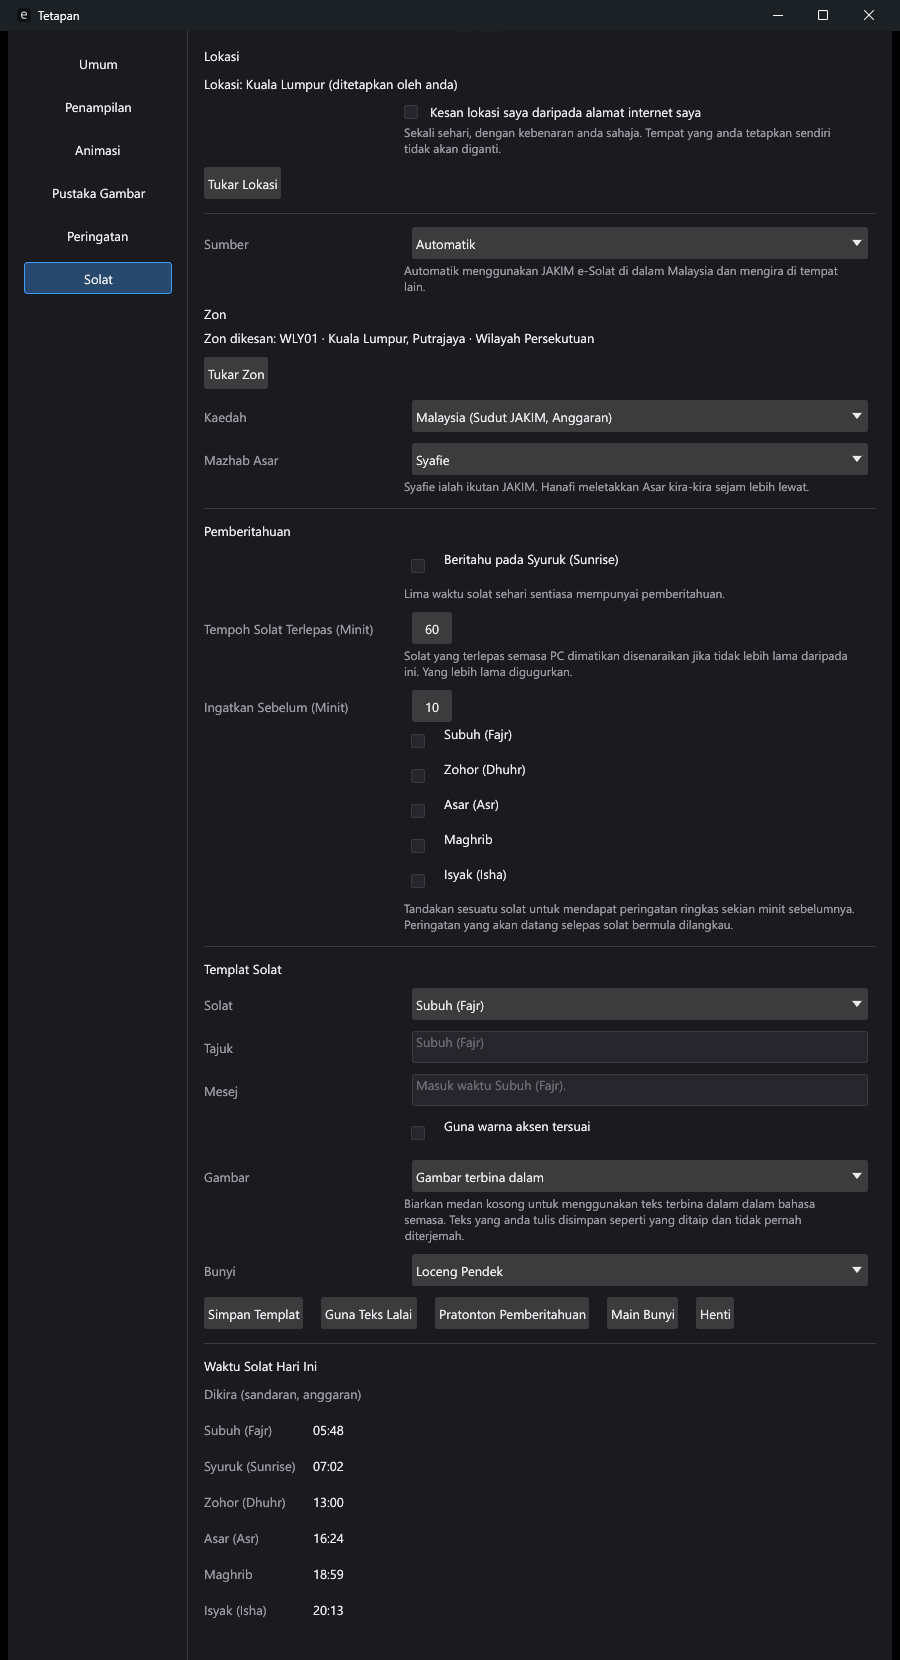 e Tetapan
Umum
Penampilan
Animasi
Pustaka Gambar
Peringatan
Solat
Lokasi
Lokasi: Kuala Lumpur (ditetapkan oleh anda)
Kesan lokasi saya daripada alamat internet saya
Sekali sehari, dengan kebenaran anda sahaja. Tempat yang anda tetapkan sendiri
tidak akan diganti.
Tukar Lokasi
Sumber
Automatik
Automatik menggunakan JAKIM e-Solat di dalam Malaysia dan mengira di tempat
lain.
Zon
Zon dikesan: WLY01 · Kuala Lumpur, Putrajaya · Wilayah Persekutuan
Tukar Zon
Kaedah
Malaysia (Sudut JAKIM, Anggaran)
Mazhab Asar
Syafie
Syafie ialah ikutan JAKIM. Hanafi meletakkan Asar kira-kira sejam lebih lewat.
Pemberitahuan
Beritahu pada Syuruk (Sunrise)
Lima waktu solat sehari sentiasa mempunyai pemberitahuan.
Tempoh Solat Terlepas (Minit)
60
Solat yang terlepas semasa PC dimatikan disenaraikan jika tidak lebih lama daripada
ini. Yang lebih lama digugurkan.
Ingatkan Sebelum (Minit)
10
Subuh (Fajr)
Zohor (Dhuhr)
Asar (Asr)
Maghrib
Isyak (Isha)
Tandakan sesuatu solat untuk mendapat peringatan ringkas sekian minit sebelumnya.
Peringatan yang akan datang selepas solat bermula dilangkau.
Templat Solat
Solat
Subuh (Fajr)
Tajuk
Subuh (Fajr)
Mesej
Masuk waktu Subuh (Fajr).
Guna warna aksen tersuai
Gambar
Gambar terbina dalam
Biarkan medan kosong untuk menggunakan teks terbina dalam dalam bahasa
semasa. Teks yang anda tulis disimpan seperti yang ditaip dan tidak pernah
diterjemah.
Bunyi
Loceng Pendek
Simpan Templat
Guna Teks Lalai
Pratonton Pemberitahuan
Main Bunyi
Henti
Waktu Solat Hari Ini
Dikira (sandaran, anggaran)
Subuh (Fajr) 05:48
Syuruk (Sunrise) 07:02
Zohor (Dhuhr) 13:00
Asar (Asr) 16:24
Maghrib 18:59
Isyak (Isha) 20:13